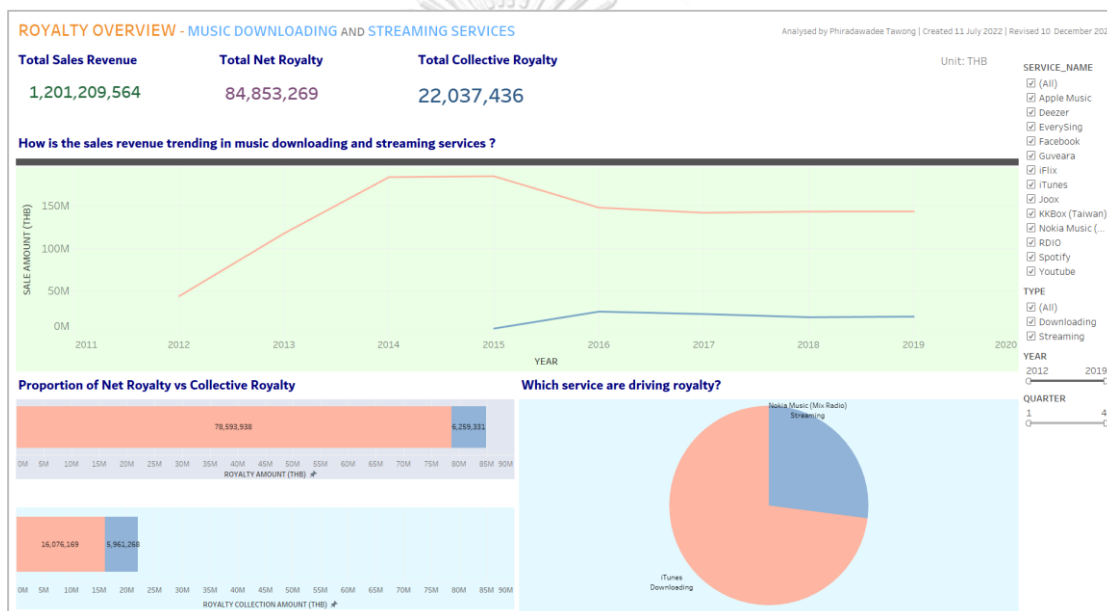 ROYALTY OVERVIEW - MUSIC DOWNLOADING AND STREAMING SERVICES
Analysed by Phiradawadee Tawong | Created 11 July 2022 | Revised 10 December 202
Total Sales Revenue
Total Net Royalty
Total Collective Royalty
Unit: THB
1,201,209,564
84,853,269
22,037,436
How is the sales revenue trending in music downloading and streaming services ?
SALE AMOUNT (THB)
150M
100M
50M
0M
2011 2012 2013 2014 2015 2016 2017 2018 2019 2020
YEAR
SERVICE_NAME
(All)
Apple Music
Deezer
EverySing
Facebook
Guveara
iFlix
iTunes
Joox
KKBox (Taiwan)
Nokia Music (...
RDIO
Spotify
Youtube
TYPE
(All)
Downloading
Streaming
YEAR
2012 2019
QUARTER
1 4
Proportion of Net Royalty vs Collective Royalty
78,593,938
6,259,331
0M 5M 10M 15M 20M 25M 30M 35M 40M 45M 50M 55M 60M 65M 70M 75M 80M 85M 90M
ROYALTY AMOUNT (THB)
16,076,169
5,961,268
0M 5M 10M 15M 20M 25M 30M 35M 40M 45M 50M 55M 60M 65M 70M 75M 80M 85M 90M
ROYALTY COLLECTION AMOUNT (THB)
Which service are driving royalty?
Nokia Music (Mix Radio)
Streaming
iTunes
Downloading